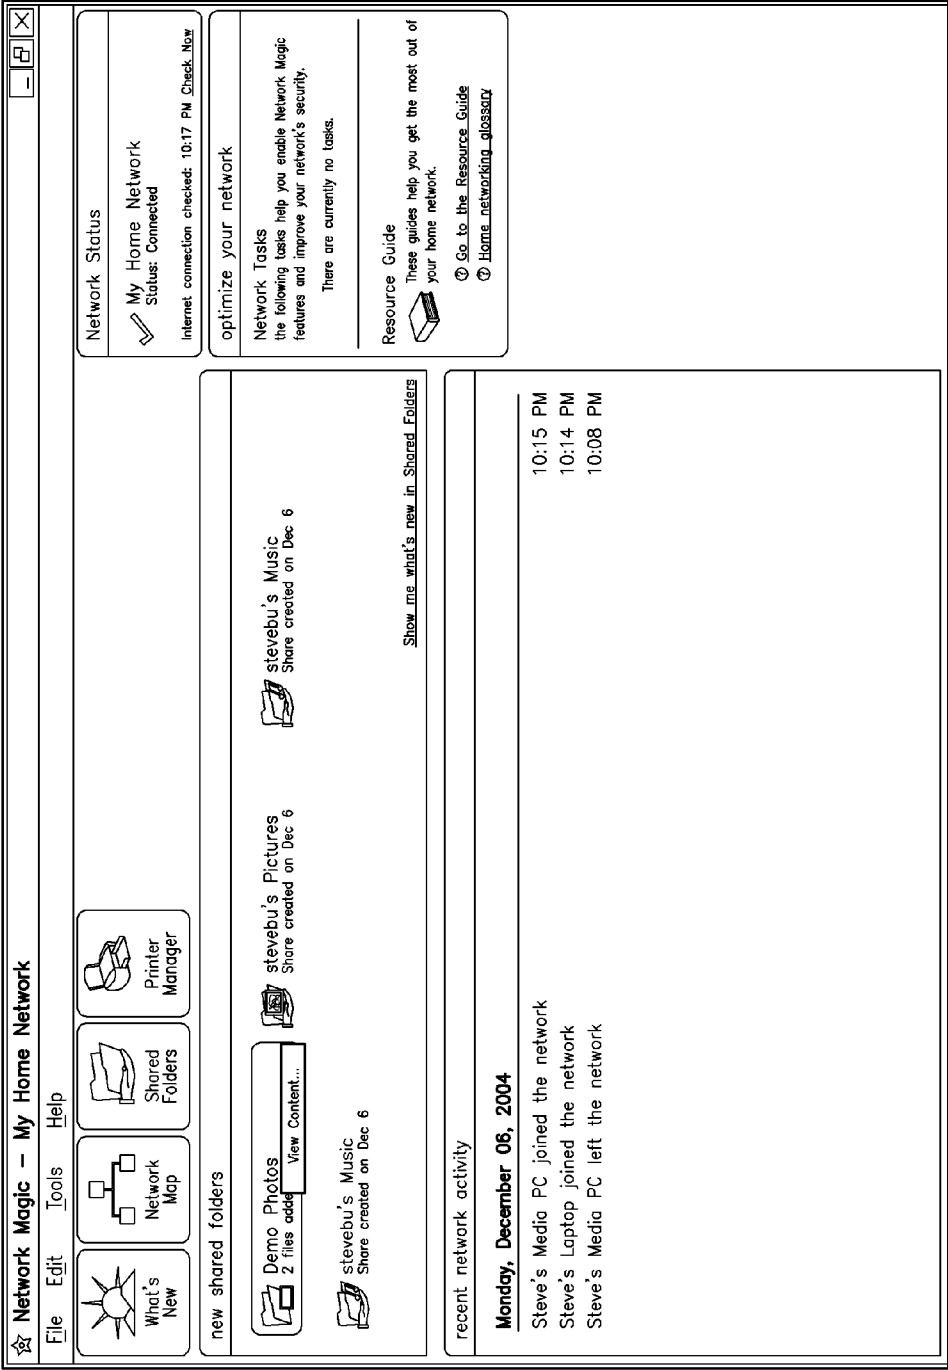 Network Magic – My Home Network
File Edit Tools Help
What's
New
Network
Map
Shared
Folders
Printer
Manager
new shared folders
Demo Photos
2 files adde
View Content...
stevebu's Pictures
Share created on Dec 6
stevebu's Music
Share created on Dec 6
stevebu's Music
Share created on Dec 6
Show me what's new in Shared Folders
recent network activity
Monday, December 06, 2004
Steve's Media PC joined the network 10:15 PM
Steve's Laptop joined the network 10:14 PM
Steve's Media PC left the network 10:08 PM
Network Status
My Home Network
Status: Connected
Internet connection checked: 10:17 PM Check Now
optimize your network
Network Tasks
the following tasks help you enable Network Magic
features and improve your network's security.
There are currently no tasks.
Resource Guide
These guides help you get the most out of
your home network.
? Go to the Resource Guide
? Home networking glossary